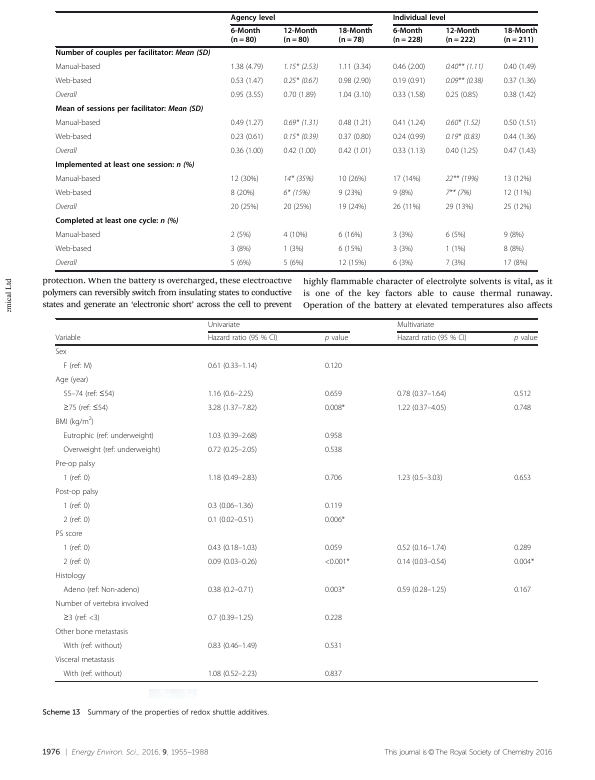 Agency level Individual level
6-Month 12-Month 18-Month 6-Month 12-Month 18-Month
(n = 80) (n = 80) (n = 78) (n = 228) (n = 222) (n = 211)
Number of couples per facilitator: Mean (SD)
Manual-based 1.38 (4.79) 1.15* (2.53) 1.11 (3.34) 0.46 (2.00) 0.40** (1.11) 0.40 (1.49)
Web-based 0.53 (1.47) 0.25* (0.67) 0.98 (2.90) 0.19 (0.91) 0.09** (0.38) 0.37 (1.36)
Overall 0.95 (3.55) 0.70 (1.89) 1.04 (3.10) 0.33 (1.58) 0.25 (0.85) 0.38 (1.42)
Mean of sessions per facilitator: Mean (SD)
Manual-based 0.49 (1.27) 0.69* (1.31) 0.48 (1.21) 0.41 (1.24) 0.60* (1.52) 0.50 (1.51)
Web-based 0.23 (0.61) 0.15* (0.39) 0.37 (0.80) 0.24 (0.99) 0.19* (0.83) 0.44 (1.36)
Overall 0.36 (1.00) 0.42 (1.00) 0.42 (1.01) 0.33 (1.13) 0.40 (1.25) 0.47 (1.43)
Implemented at least one session: n (%)
Manual-based 12 (30%) 14* (35%) 10 (26%) 17 (14%) 22** (19%) 13 (12%)
Web-based 8 (20%) 6* (15%) 9 (23%) 9 (8%) 7** (7%) 12 (11%)
Overall 20 (25%) 20 (25%) 19 (24%) 26 (11%) 29 (13%) 25 (12%)
Completed at least one cycle: n (%)
Manual-based 2 (5%) 4 (10%) 6 (16%) 3 (3%) 6 (5%) 9 (8%)
Web-based 3 (8%) 1 (3%) 6 (15%) 3 (3%) 1 (1%) 8 (8%)
Overall 5 (6%) 5 (6%) 12 (15%) 6 (3%) 7 (3%) 17 (8%)
emical Ltd
protection. When the battery is overcharged, these electroactive
polymers can reversibly switch from insulating states to conductive
states and generate an 'electronic short' across the cell to prevent
highly flammable character of electrolyte solvents is vital, as it
is one of the key factors able to cause thermal runaway.
Operation of the battery at elevated temperatures also affects
Univariate Multivariate
Variable Hazard ratio (95 % CI) p value Hazard ratio (95 % CI) p value
Sex
F (ref: M) 0.61 (0.33–1.14) 0.120
Age (year)
55–74 (ref: ≤54) 1.16 (0.6–2.25) 0.659 0.78 (0.37–1.64) 0.512
≥75 (ref: ≤54) 3.28 (1.37–7.82) 0.008* 1.22 (0.37–4.05) 0.748
BMI (kg/m²)
Eutrophic (ref: underweight) 1.03 (0.39–2.68) 0.958
Overweight (ref: underweight) 0.72 (0.25–2.05) 0.538
Pre-op palsy
1 (ref: 0) 1.18 (0.49–2.83) 0.706 1.23 (0.5–3.03) 0.653
Post-op palsy
1 (ref: 0) 0.3 (0.06–1.36) 0.119
2 (ref: 0) 0.1 (0.02–0.51) 0.006*
PS score
1 (ref: 0) 0.43 (0.18–1.03) 0.059 0.52 (0.16–1.74) 0.289
2 (ref: 0) 0.09 (0.03–0.26) <0.001* 0.14 (0.03–0.54) 0.004*
Histology
Adeno (ref: Non-adeno) 0.38 (0.2–0.71) 0.003* 0.59 (0.28–1.25) 0.167
Number of vertebra involved
≥3 (ref: <3) 0.7 (0.39–1.25) 0.228
Other bone metastasis
With (ref: without) 0.83 (0.46–1.49) 0.531
Visceral metastasis
With (ref: without) 1.08 (0.52–2.23) 0.837
Scheme 13 Summary of the properties of redox shuttle additives.
1976 | Energy Environ. Sci., 2016, 9, 1955–1988 This journal is © The Royal Society of Chemistry 2016